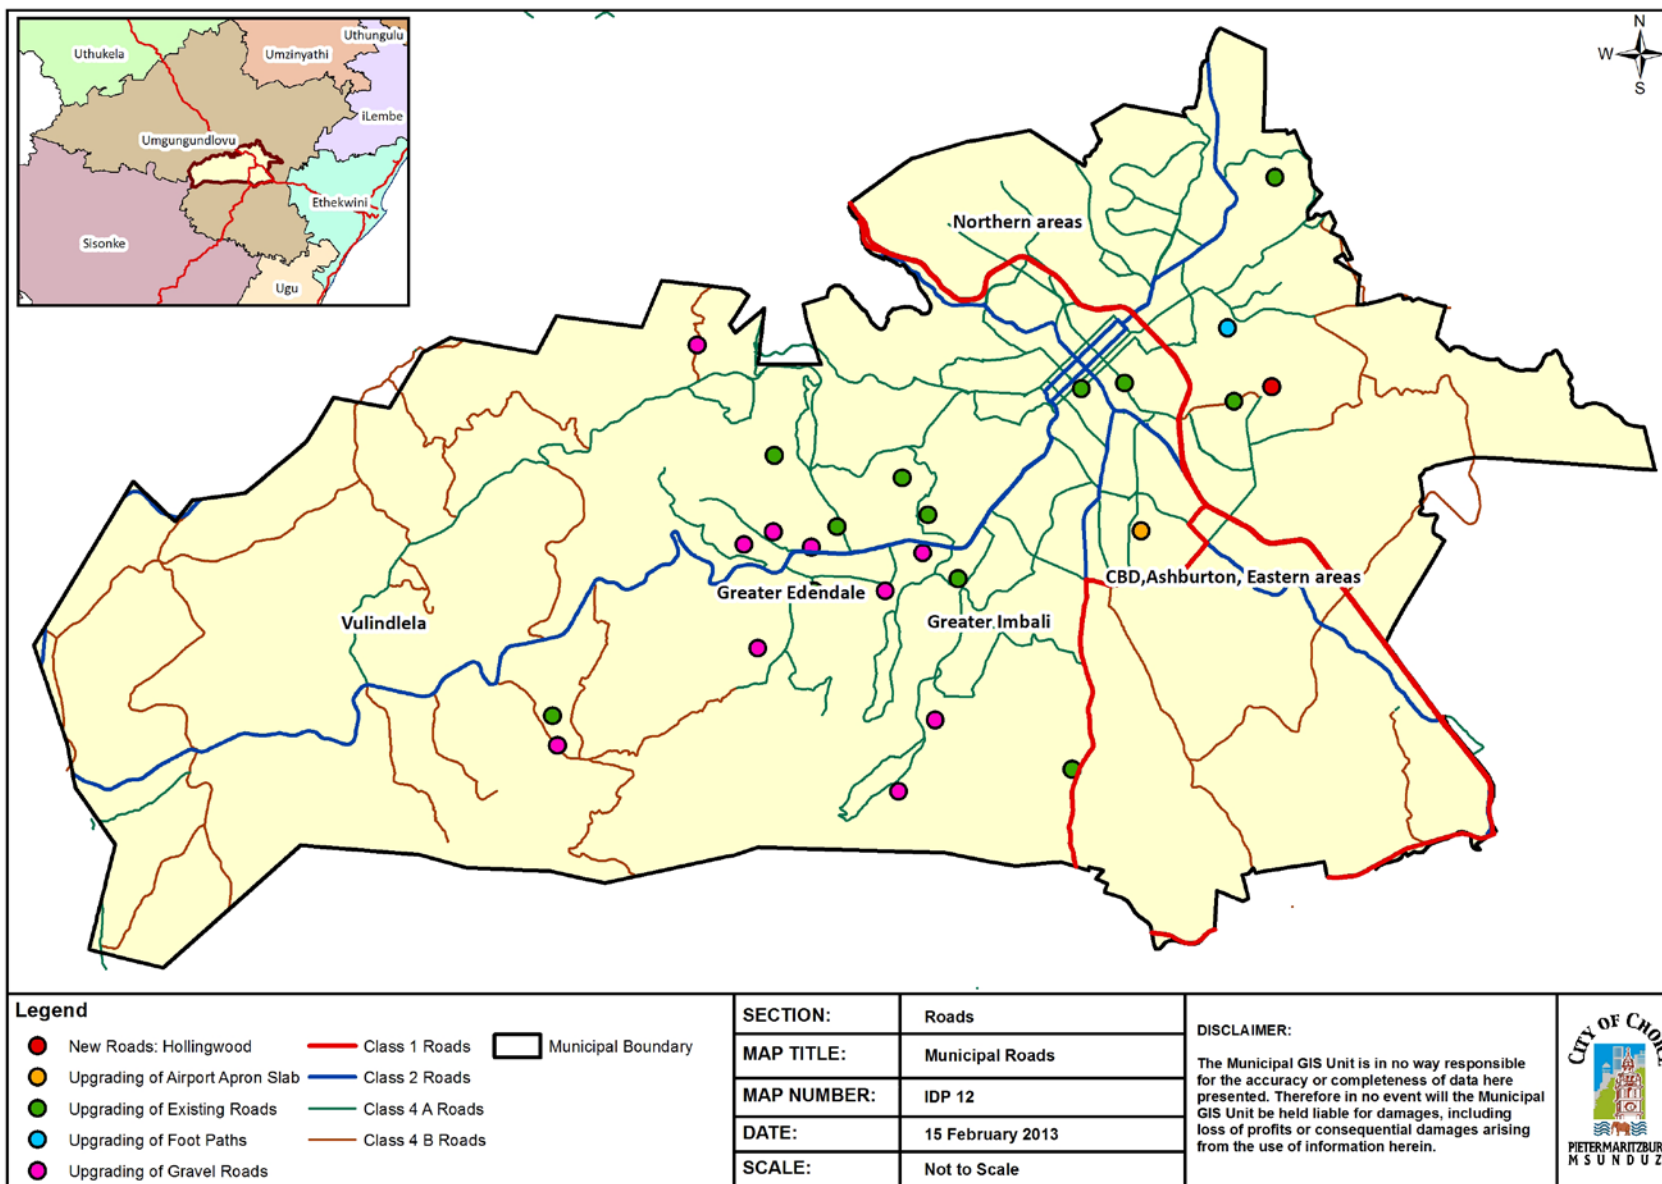 Uthungulu
Uthukela
Umzinyathi
iLembe
Umgungundlovu
Ethekwini
Sisonke
Ugu
N
W
S
Northern areas
CBD,Ashburton, Eastern areas
Greater Edendale
Vulindlela
Greater Imbali
Legend
New Roads: Hollingwood
Upgrading of Airport Apron Slab
Upgrading of Existing Roads
Upgrading of Foot Paths
Upgrading of Gravel Roads
Class 1 Roads
Class 2 Roads
Class 4 A Roads
Class 4 B Roads
Municipal Boundary
SECTION: Roads
MAP TITLE: Municipal Roads
MAP NUMBER: IDP 12
DATE: 15 February 2013
SCALE: Not to Scale
DISCLAIMER:
The Municipal GIS Unit is in no way responsible
for the accuracy or completeness of data here
presented. Therefore in no event will the Municipal
GIS Unit be held liable for damages, including
loss of profits or consequential damages arising
from the use of information herein.
CITY OF CHOI
PIETERMARITZBUR
MSUNDUZ